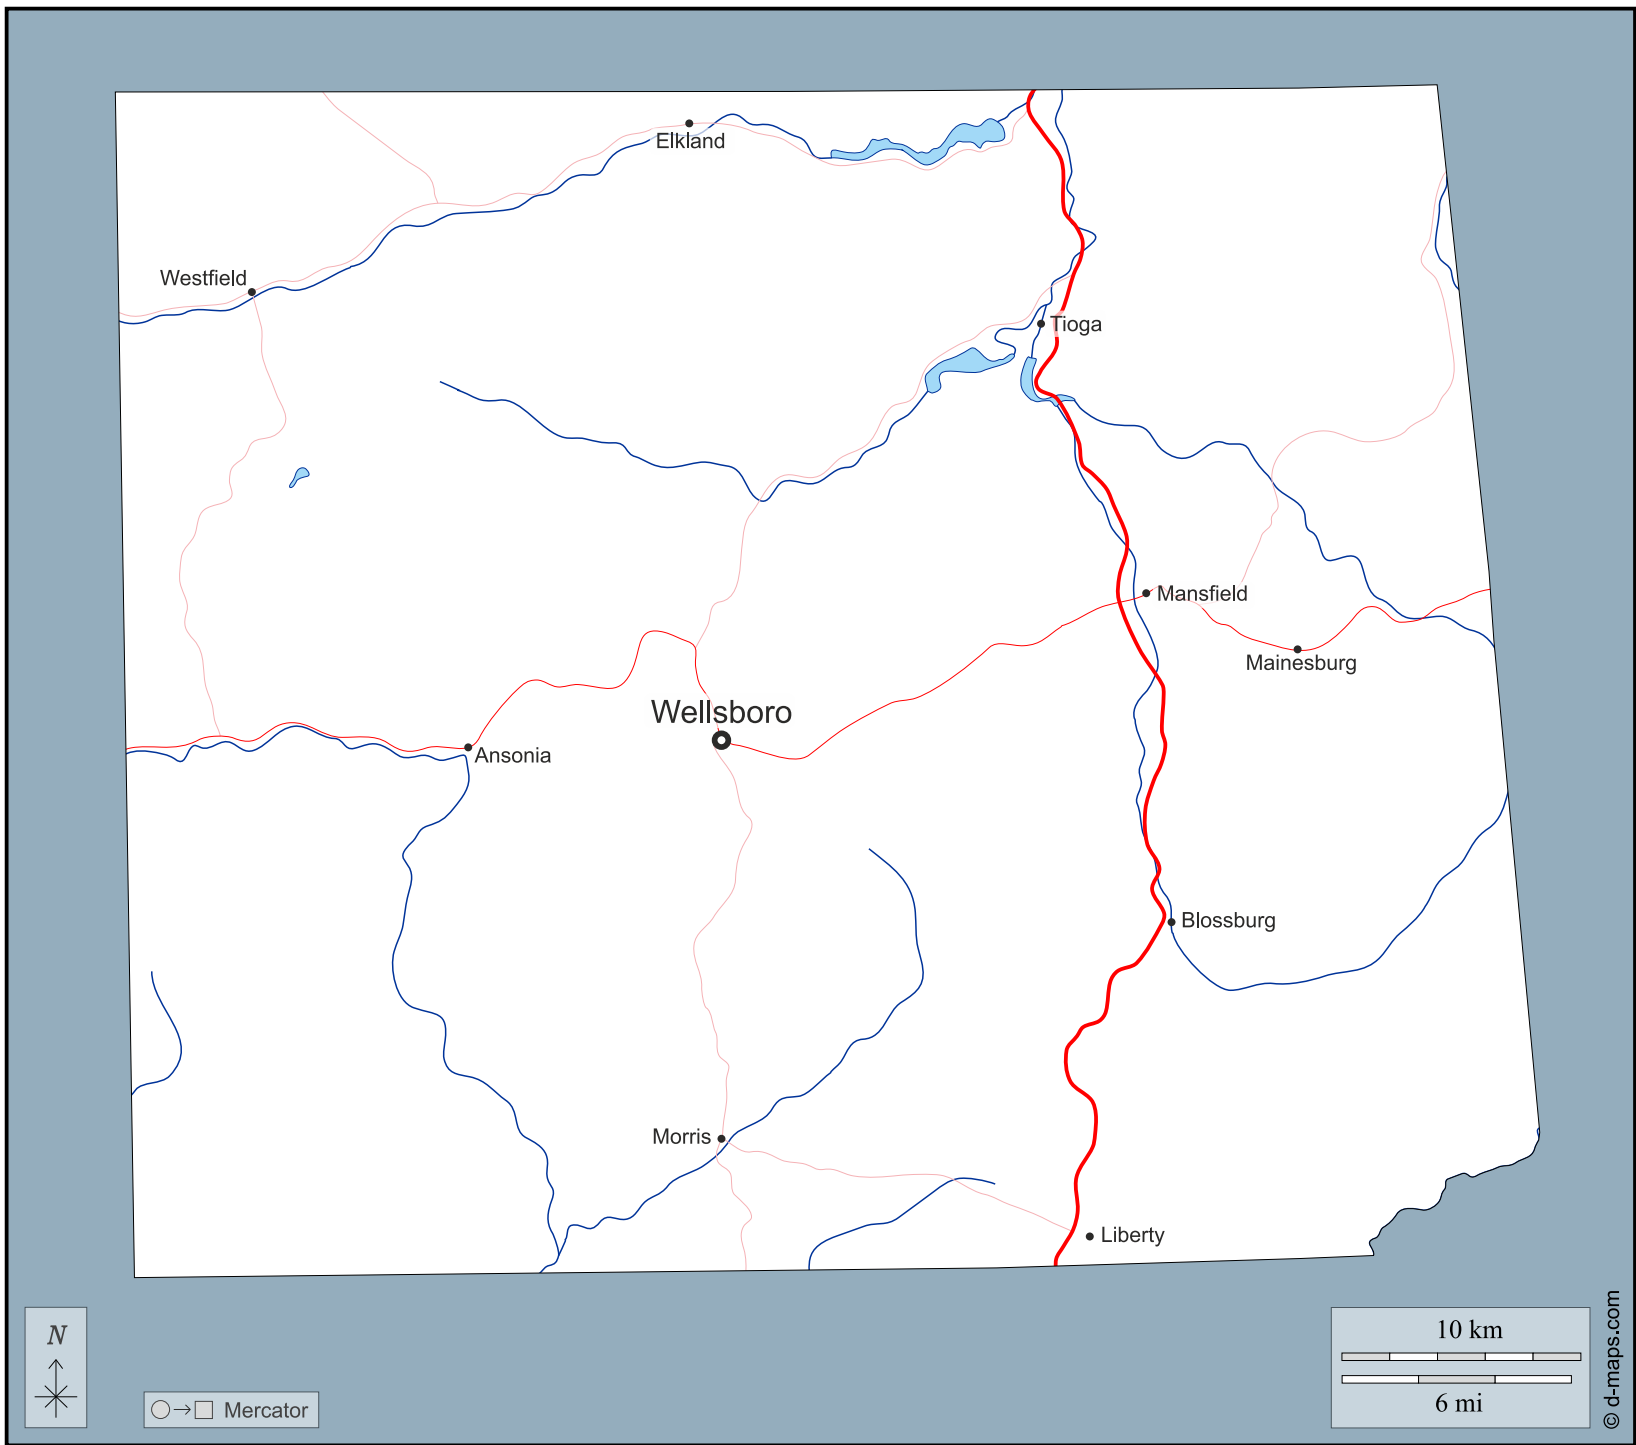 Elkland
Westfield
Tioga
Mansfield
Mainesburg
Wellsboro
Ansonia
Blossburg
Morris
Liberty
N
Mercator
10 km
6 mi
© d-maps.com